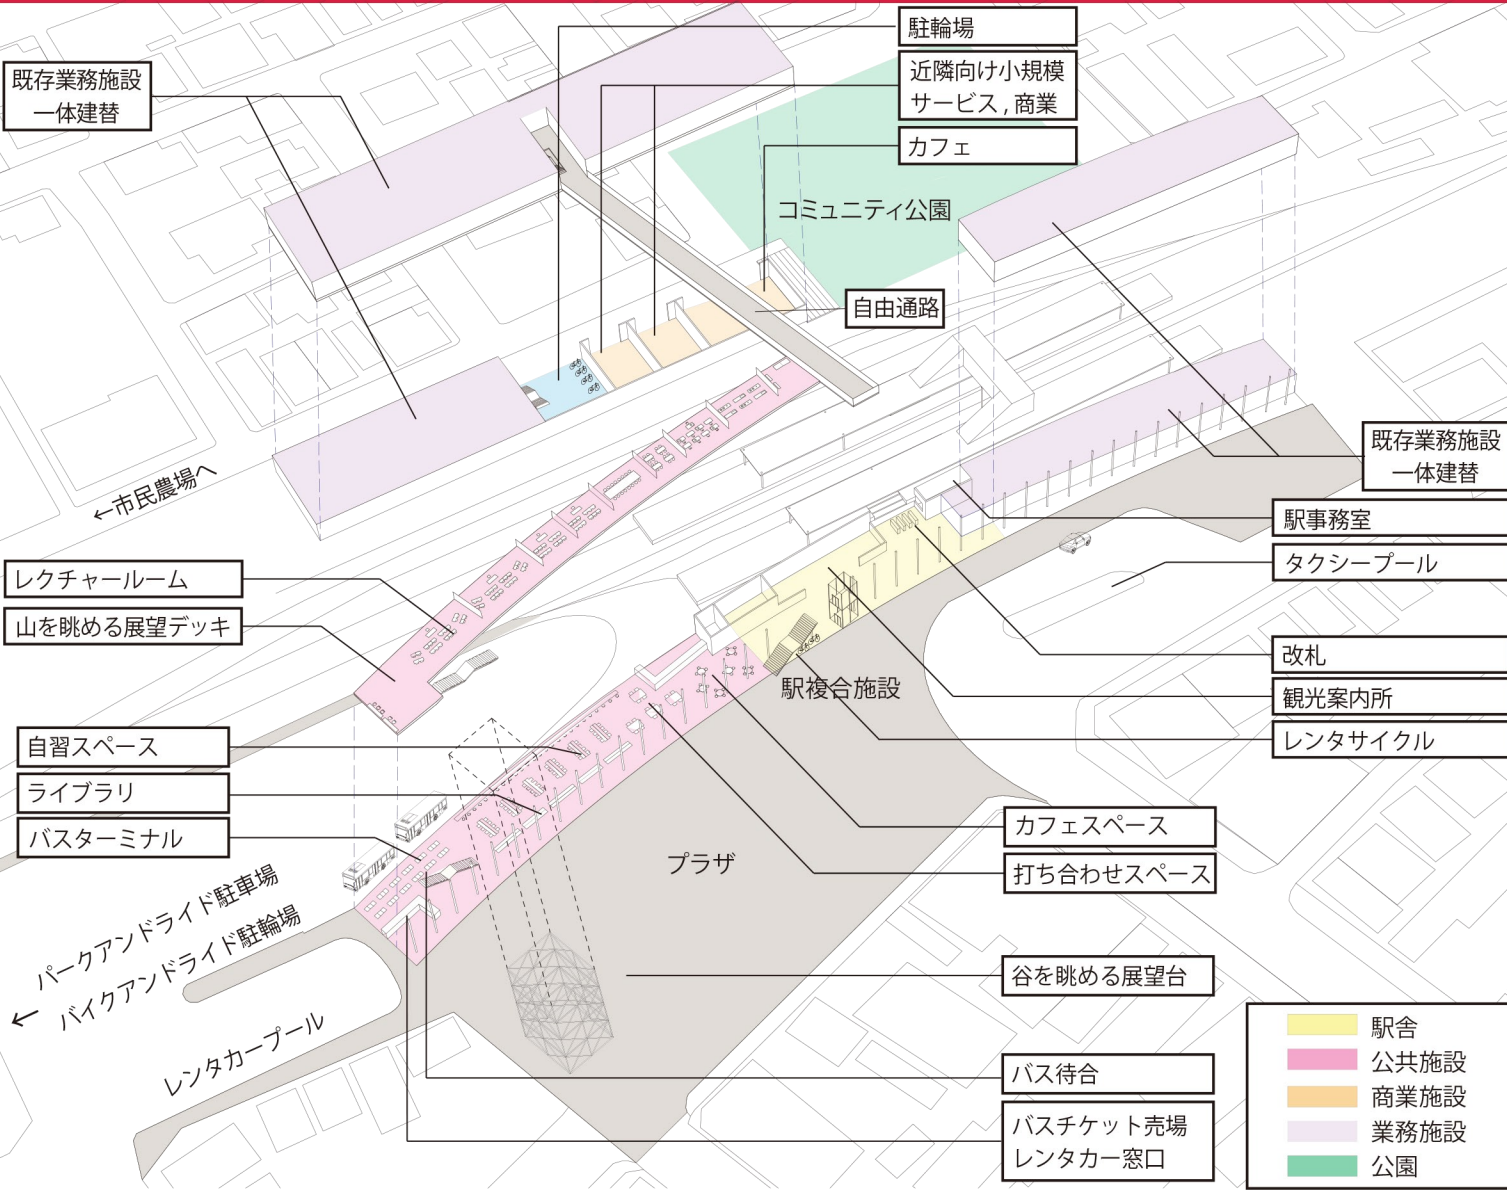 駐輪場
近隣向け小規模
サービス , 商業
カフェ
既存業務施設
一体建替
コミュニティ公園
自由通路
←市民農場へ
既存業務施設
一体建替
駅事務室
タクシープール
レクチャールーム
山を眺める展望デッキ
改札
観光案内所
レンタサイクル
駅複合施設
自習スペース
ライブラリ
バスターミナル
カフェスペース
打ち合わせスペース
プラザ
パークアンドライド駐車場
← バイクアンドライド駐輪場
レンタカープール
谷を眺める展望台
バス待合
バスチケット売場
レンタカー窓口
駅舎
公共施設
商業施設
業務施設
公園